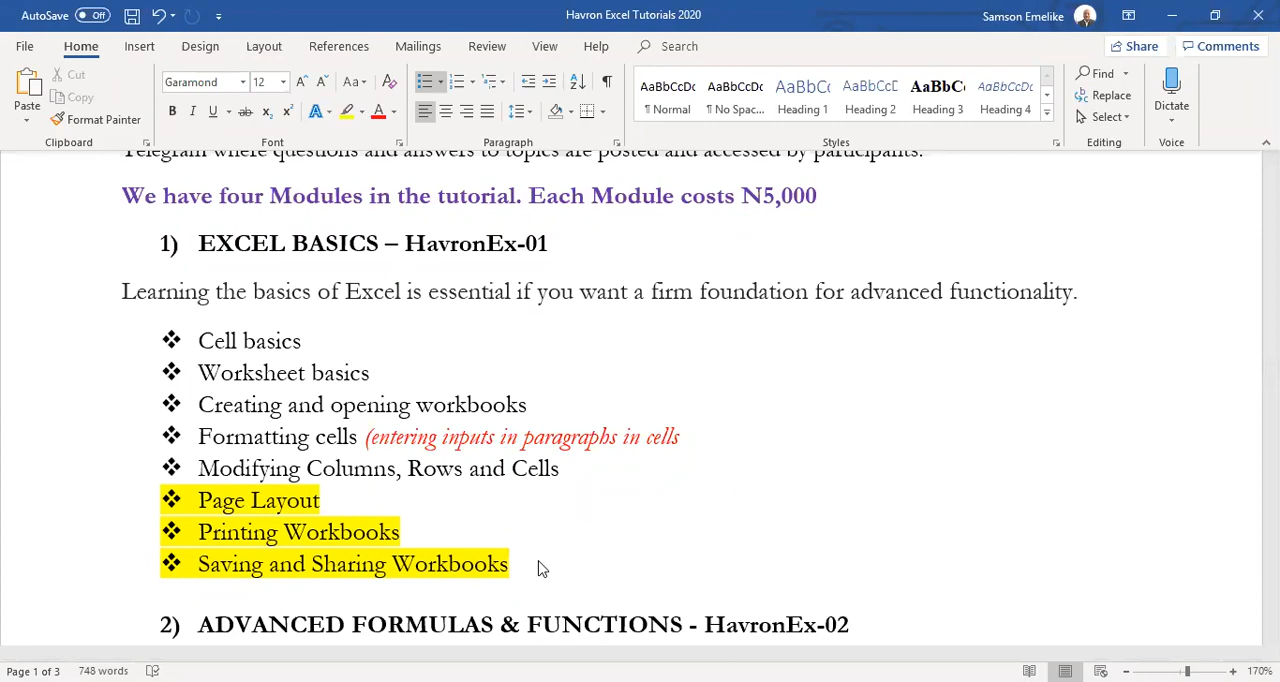 AutoSave Off Havron Excel Tutorials 2020 Samson Emelike
File Home Insert Design Layout References Mailings Review View Help Search Share Comments
Paste Cut Copy Format Painter Clipboard
Garamond 12 Aa Font
Paragraph
AaBbCcDc AaBbCcDc AaBbCcI AaBbCcD AaBbC AaBbCcDc
¶ Normal ¶ No Spac... Heading 1 Heading 2 Heading 3 Heading 4
Styles
Find Replace Select Editing
Dictate Voice
Telegram where questions and answers to topics are posted and accessed by participants.
We have four Modules in the tutorial. Each Module costs N5,000
1) EXCEL BASICS – HavronEx-01
Learning the basics of Excel is essential if you want a firm foundation for advanced functionality.
❖ Cell basics
❖ Worksheet basics
❖ Creating and opening workbooks
❖ Formatting cells (entering inputs in paragraphs in cells
❖ Modifying Columns, Rows and Cells
❖ Page Layout
❖ Printing Workbooks
❖ Saving and Sharing Workbooks
2) ADVANCED FORMULAS & FUNCTIONS - HavronEx-02
Page 1 of 3 748 words 170%